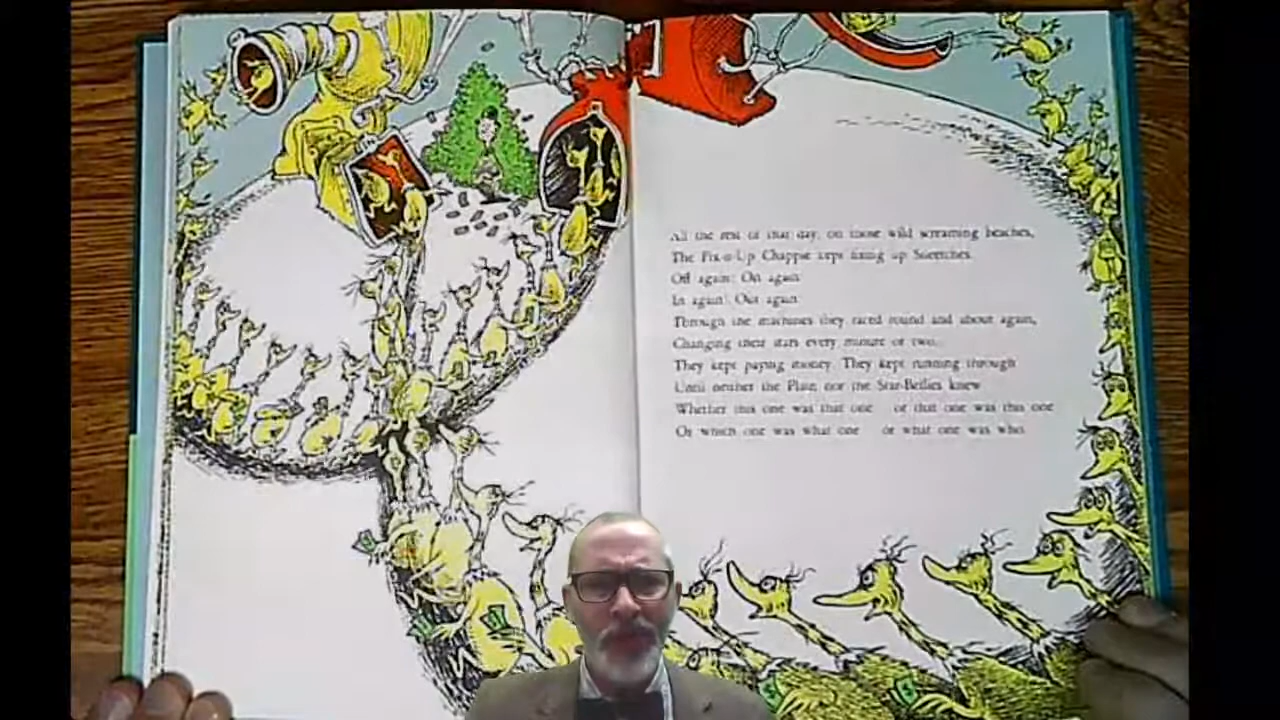 All the rest of that day, on those wild screaming beaches,
The Fix-it-Up Chappie kept fixing up Sneetches.
Off again! On again!
In again! Out again!
Through the machines they raced round and about again,
Changing their stars every minute or two.
They kept paying money. They kept running through
Until neither the Plain nor the Star-Bellies knew
Whether this one was that one or that one was this one
Or which one was what one or what one was who.